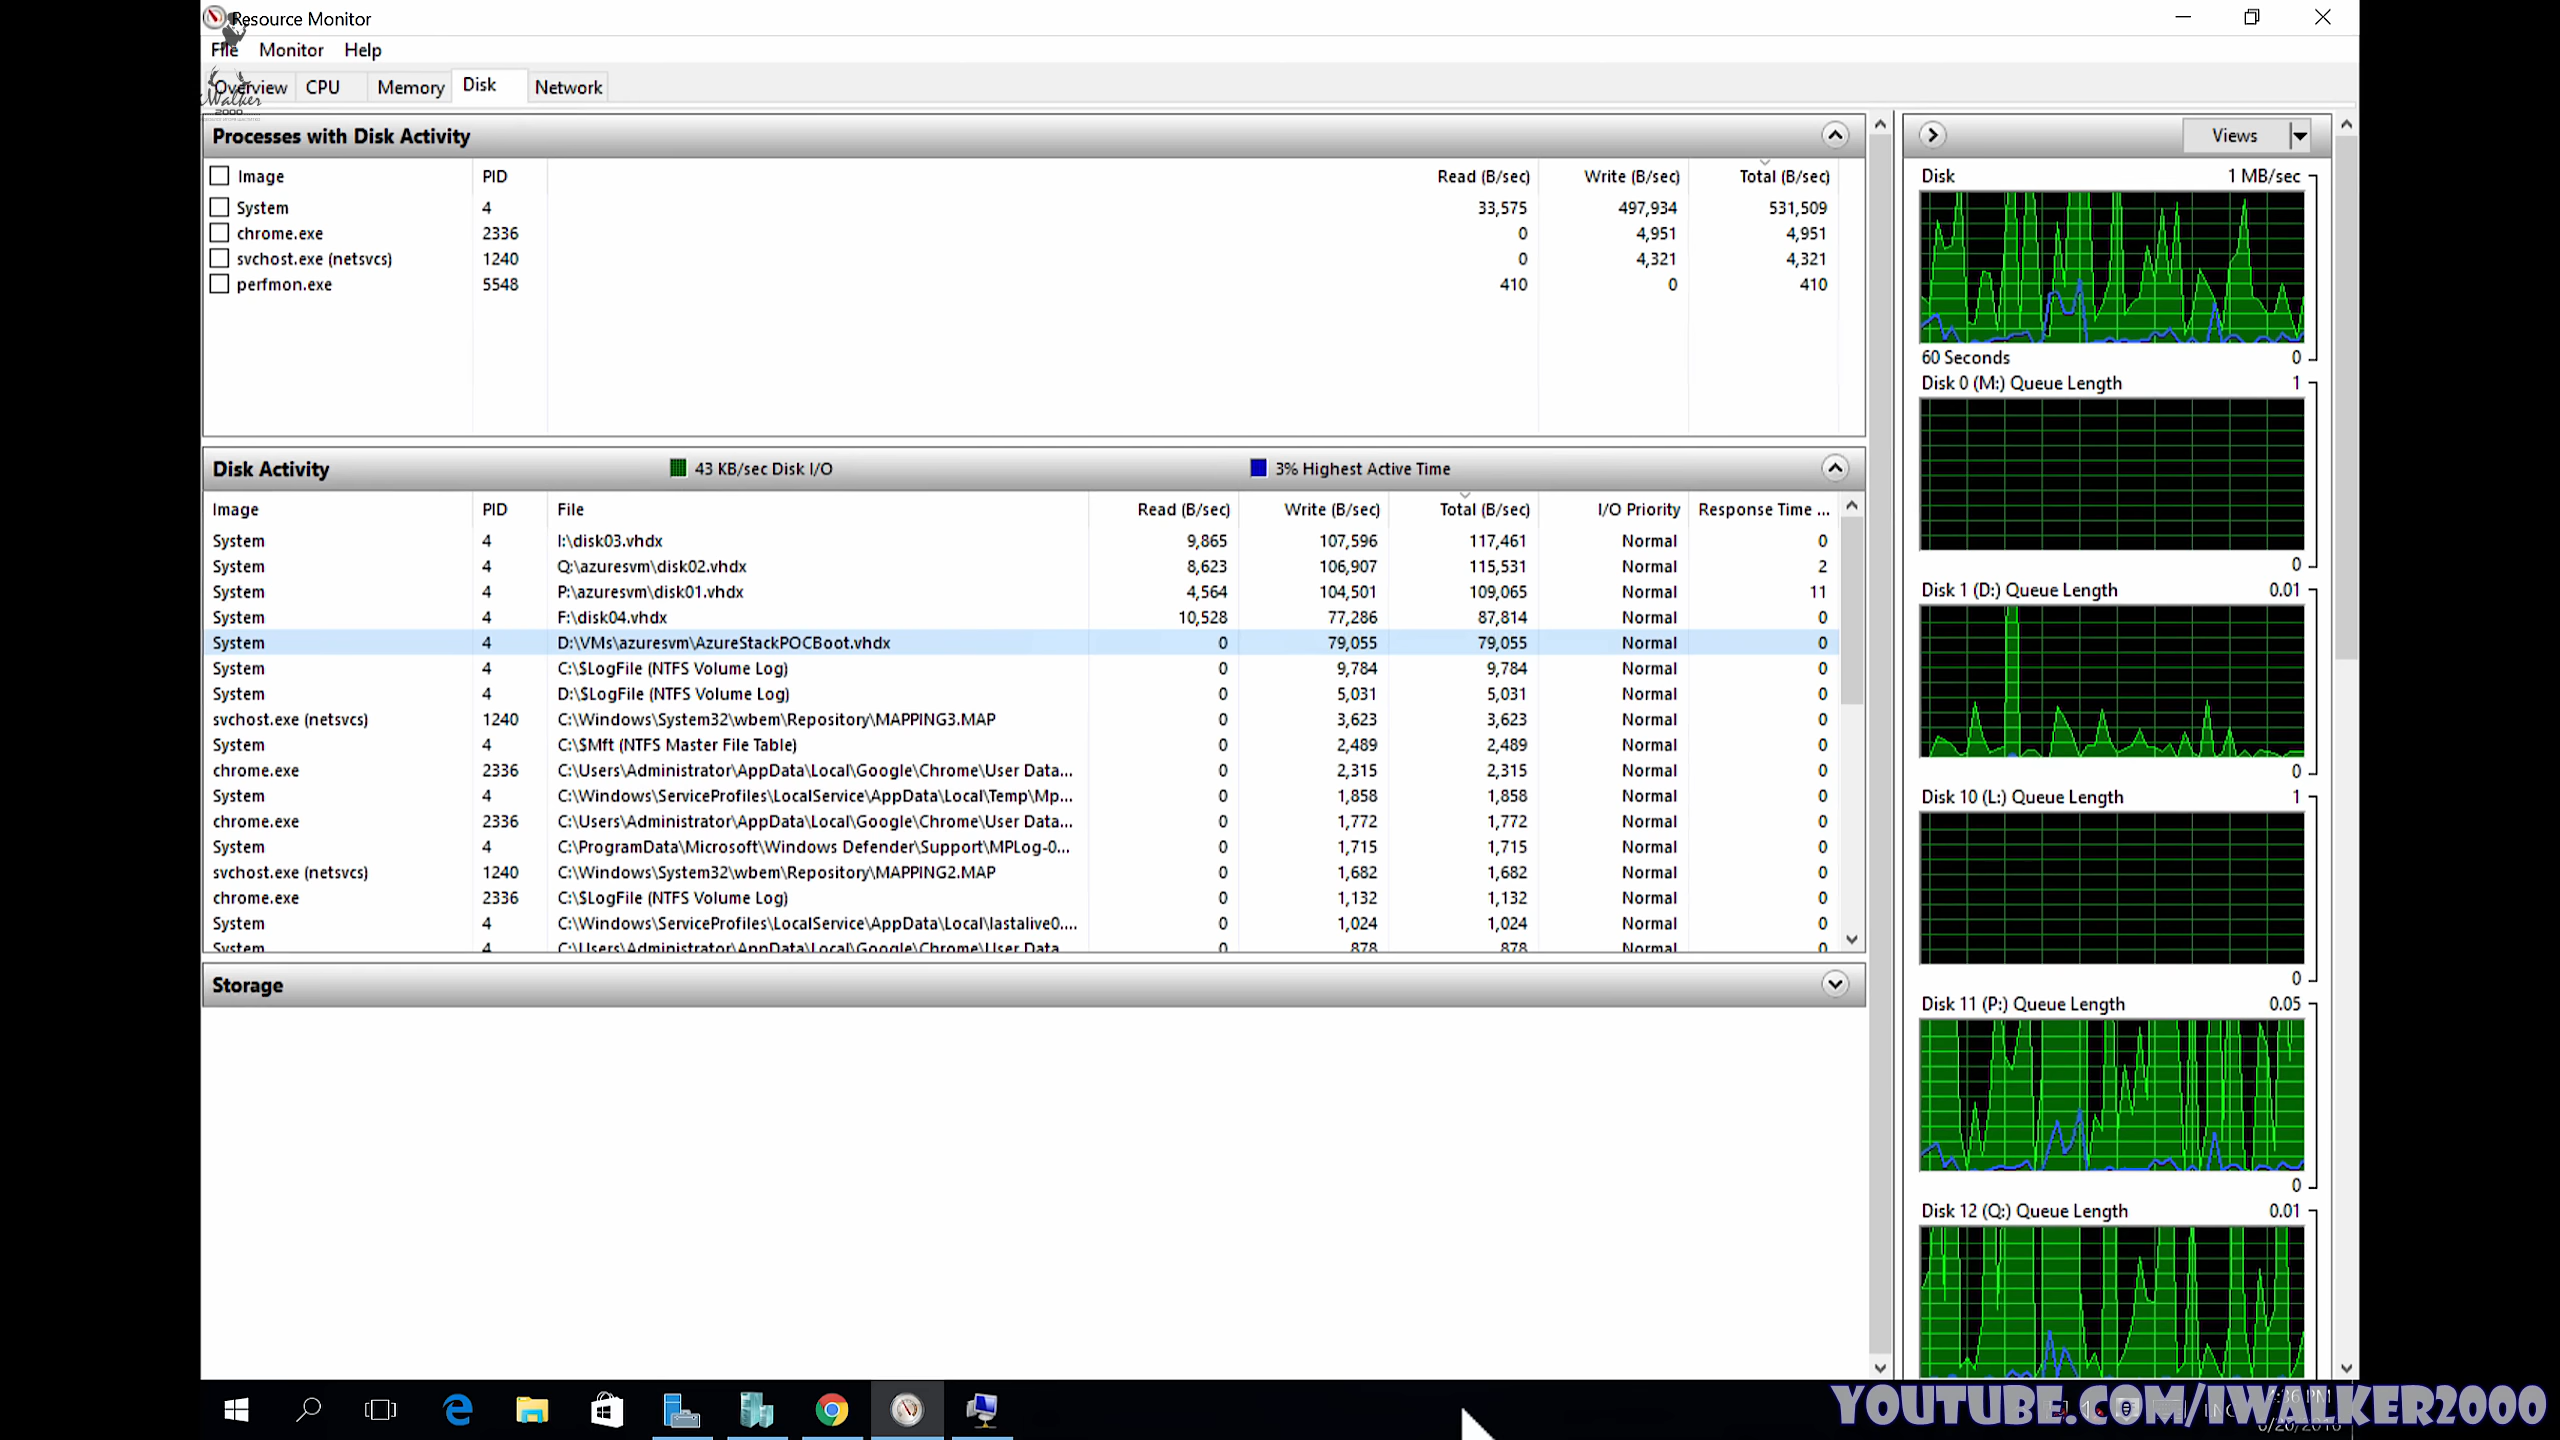 Resource Monitor
File Monitor Help
Overview CPU Memory Disk Network
Walker
2000
Processes with Disk Activity
Image PID Read (B/sec) Write (B/sec) Total (B/sec)
System 4 33,575 497,934 531,509
chrome.exe 2336 0 4,951 4,951
svchost.exe (netsvcs) 1240 0 4,321 4,321
perfmon.exe 5548 410 0 410
Disk Activity 43 KB/sec Disk I/O 3% Highest Active Time
Image PID File Read (B/sec) Write (B/sec) Total (B/sec) I/O Priority Response Time ...
System 4 I:\disk03.vhdx 9,865 107,596 117,461 Normal 0
System 4 Q:\azuresvm\disk02.vhdx 8,623 106,907 115,531 Normal 2
System 4 P:\azuresvm\disk01.vhdx 4,564 104,501 109,065 Normal 11
System 4 F:\disk04.vhdx 10,528 77,286 87,814 Normal 0
System 4 D:\VMs\azuresvm\AzureStackPOCBoot.vhdx 0 79,055 79,055 Normal 0
System 4 C:\$LogFile (NTFS Volume Log) 0 9,784 9,784 Normal 0
System 4 D:\$LogFile (NTFS Volume Log) 0 5,031 5,031 Normal 0
svchost.exe (netsvcs) 1240 C:\Windows\System32\wbem\Repository\MAPPING3.MAP 0 3,623 3,623 Normal 0
System 4 C:\$Mft (NTFS Master File Table) 0 2,489 2,489 Normal 0
chrome.exe 2336 C:\Users\Administrator\AppData\Local\Google\Chrome\User Data... 0 2,315 2,315 Normal 0
System 4 C:\Windows\ServiceProfiles\LocalService\AppData\Local\Temp\Mp... 0 1,858 1,858 Normal 0
chrome.exe 2336 C:\Users\Administrator\AppData\Local\Google\Chrome\User Data... 0 1,772 1,772 Normal 0
System 4 C:\ProgramData\Microsoft\Windows Defender\Support\MPLog-0... 0 1,715 1,715 Normal 0
svchost.exe (netsvcs) 1240 C:\Windows\System32\wbem\Repository\MAPPING2.MAP 0 1,682 1,682 Normal 0
chrome.exe 2336 C:\$LogFile (NTFS Volume Log) 0 1,132 1,132 Normal 0
System 4 C:\Windows\ServiceProfiles\LocalService\AppData\Local\lastalive0.... 0 1,024 1,024 Normal 0
System 4 C:\Users\Administrator\AppData\Local\Google\Chrome\User Data 0 878 878 Normal 0
Storage
Views
Disk 1 MB/sec
60 Seconds 0
Disk 0 (M:) Queue Length 1
0
Disk 1 (D:) Queue Length 0.01
0
Disk 10 (L:) Queue Length 1
0
Disk 11 (P:) Queue Length 0.05
0
Disk 12 (Q:) Queue Length 0.01
YOUTUBE.COM/IWALKER2000